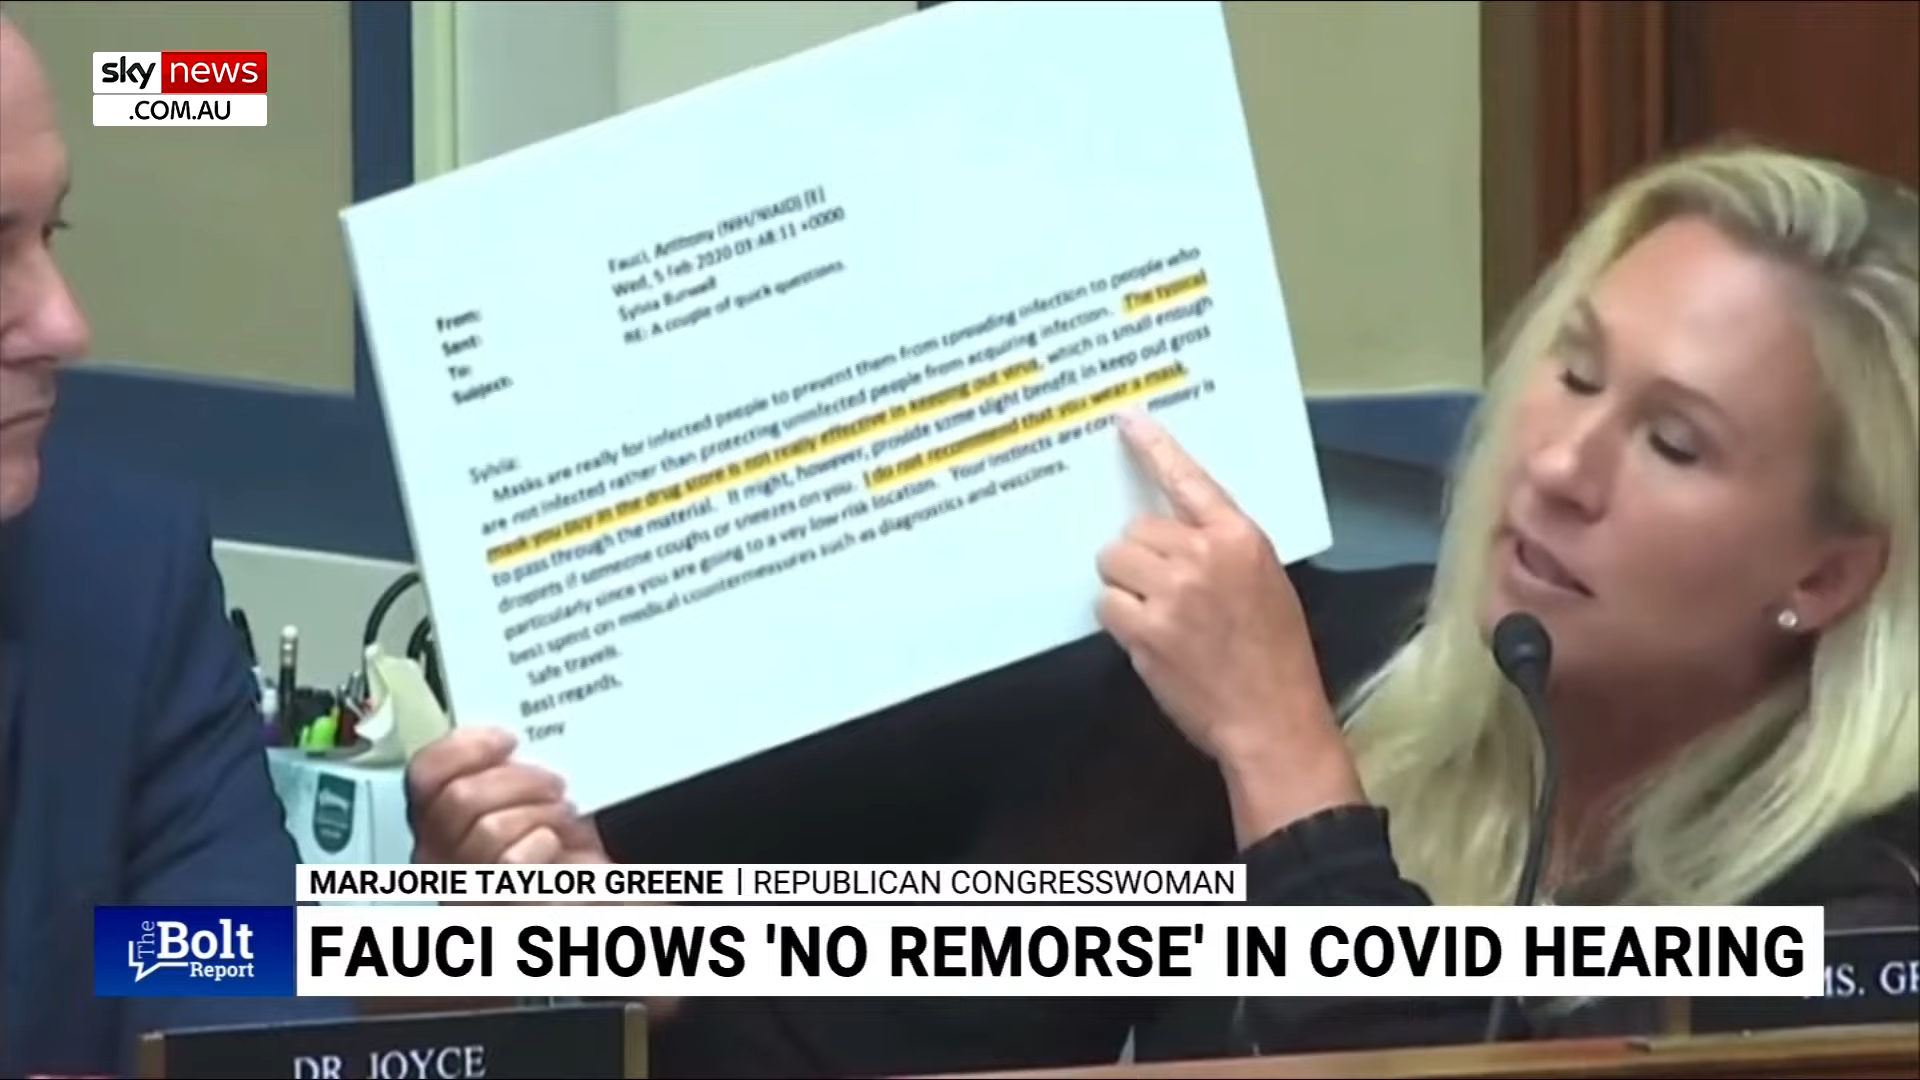 sky news
.COM.AU
From: Fauci, Anthony (NIH/NIAID) [E]
Sent: Wed, 5 Feb 2020 03:48:11 +0000
To: Sylvia Burwell
Subject: RE: A couple of quick questions
Sylvia:
Masks are really for infected people to prevent them from spreading infection to people who
are not infected rather than protecting uninfected people from acquiring infection. The typical
mask you buy in the drug store is not really effective in keeping out virus, which is small enough
to pass through the material. It might, however, provide some slight benefit in keep out gross
droplets if someone coughs or sneezes on you. I do not recommend that you wear a mask,
particularly since you are going to a vey low risk location. Your instincts are corr money is
best spent on medical countermeasures such as diagnostics and vaccines.
Safe travels.
Best regards,
Tony
MARJORIE TAYLOR GREENE | REPUBLICAN CONGRESSWOMAN
The Bolt Report
FAUCI SHOWS 'NO REMORSE' IN COVID HEARING
MS. GR
DR. JOYCE